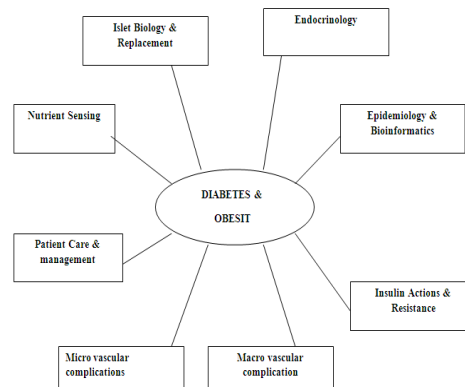 Endocrinology
Islet Biology &
Replacement
Nutrient Sensing
Epidemiology &
Bioinformatics
DIABETES &
OBESIT
Patient Care &
management
Insulin Actions &
Resistance
Micro vascular
complications
Macro vascular
complication